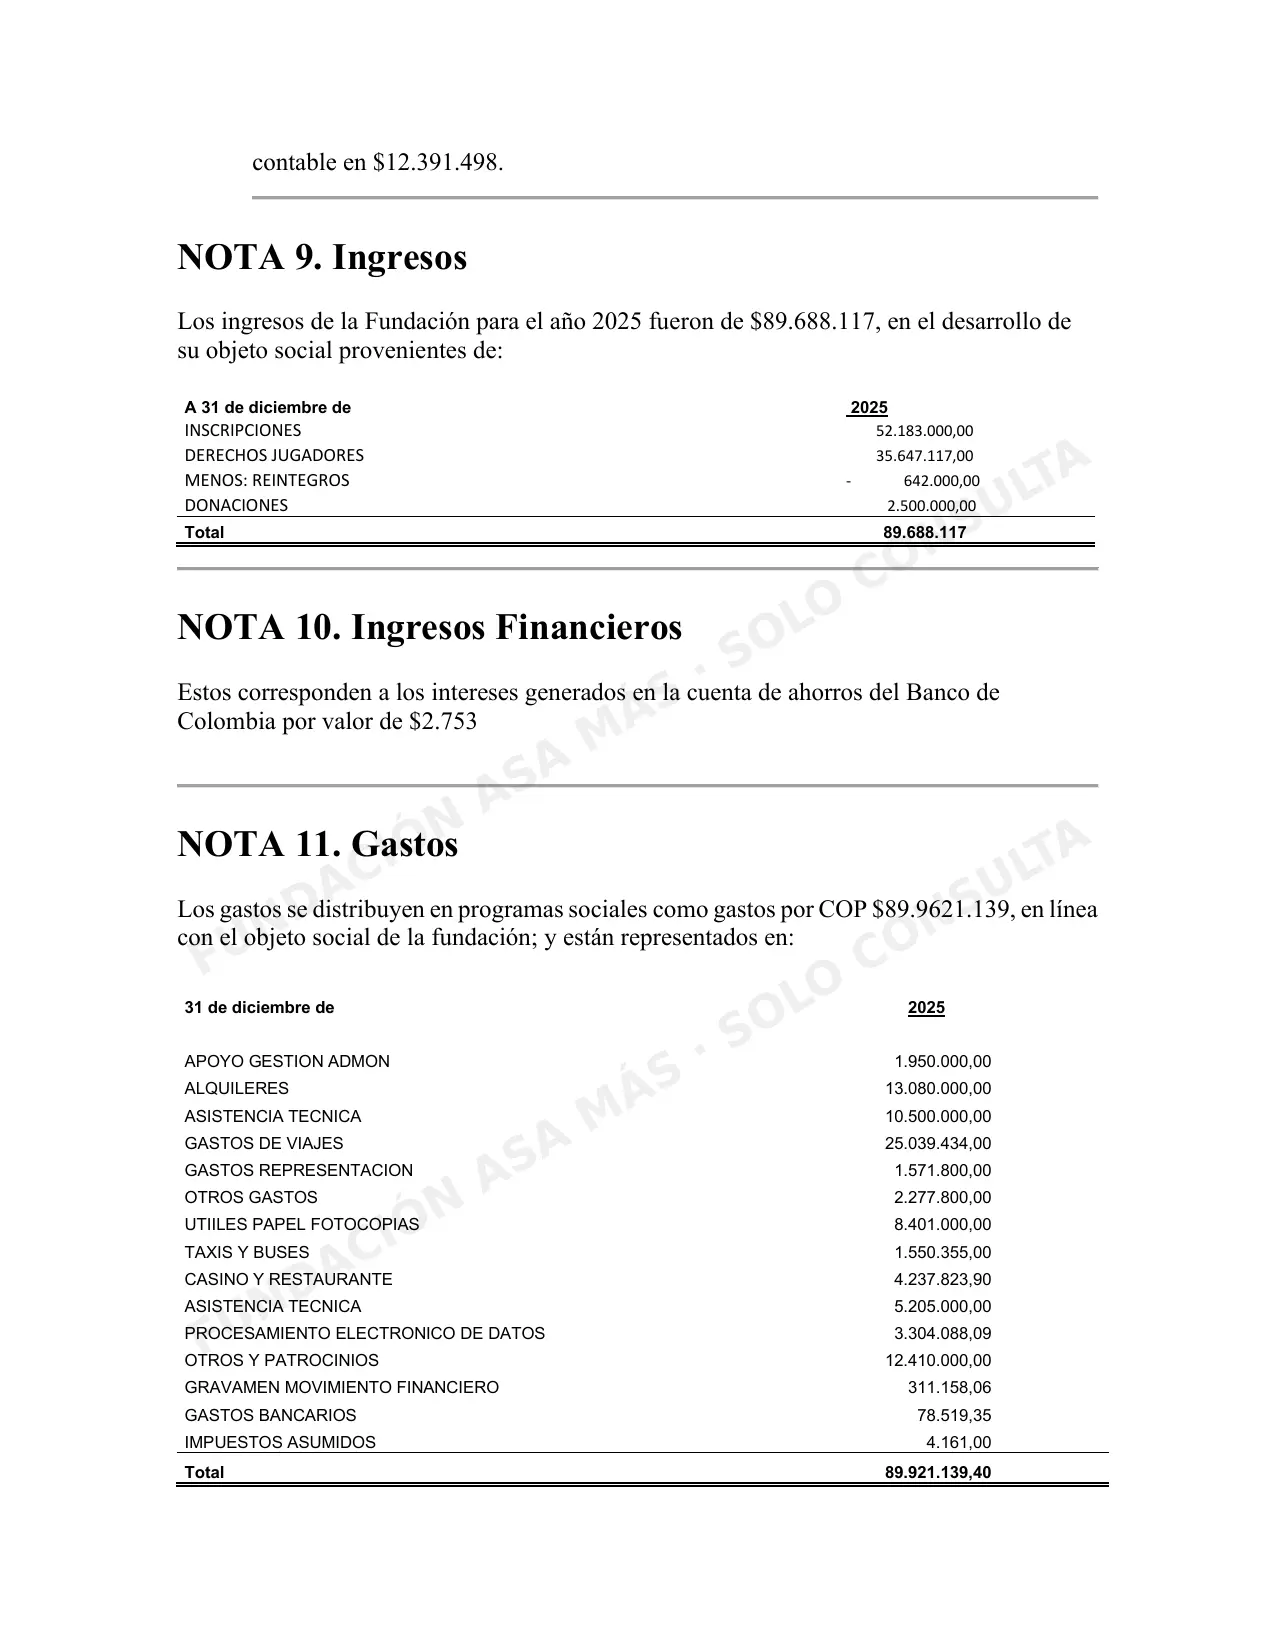 contable en $12.391.498.
NOTA 9. Ingresos
Los ingresos de la Fundación para el año 2025 fueron de $89.688.117, en el desarrollo de
su objeto social provenientes de:
A 31 de diciembre de 2025
INSCRIPCIONES 52.183.000,00
DERECHOS JUGADORES 35.647.117,00
MENOS: REINTEGROS - 642.000,00
DONACIONES 2.500.000,00
Total 89.688.117
NOTA 10. Ingresos Financieros
Estos corresponden a los intereses generados en la cuenta de ahorros del Banco de
Colombia por valor de $2.753
NOTA 11. Gastos
Los gastos se distribuyen en programas sociales como gastos por COP $89.9621.139, en línea
con el objeto social de la fundación; y están representados en:
31 de diciembre de 2025
APOYO GESTION ADMON 1.950.000,00
ALQUILERES 13.080.000,00
ASISTENCIA TECNICA 10.500.000,00
GASTOS DE VIAJES 25.039.434,00
GASTOS REPRESENTACION 1.571.800,00
OTROS GASTOS 2.277.800,00
UTIILES PAPEL FOTOCOPIAS 8.401.000,00
TAXIS Y BUSES 1.550.355,00
CASINO Y RESTAURANTE 4.237.823,90
ASISTENCIA TECNICA 5.205.000,00
PROCESAMIENTO ELECTRONICO DE DATOS 3.304.088,09
OTROS Y PATROCINIOS 12.410.000,00
GRAVAMEN MOVIMIENTO FINANCIERO 311.158,06
GASTOS BANCARIOS 78.519,35
IMPUESTOS ASUMIDOS 4.161,00
Total 89.921.139,40
FUNDACIÓN ASA MÁS · SOLO CONSULTA
FUNDACIÓN ASA MÁS · SOLO CONSULTA